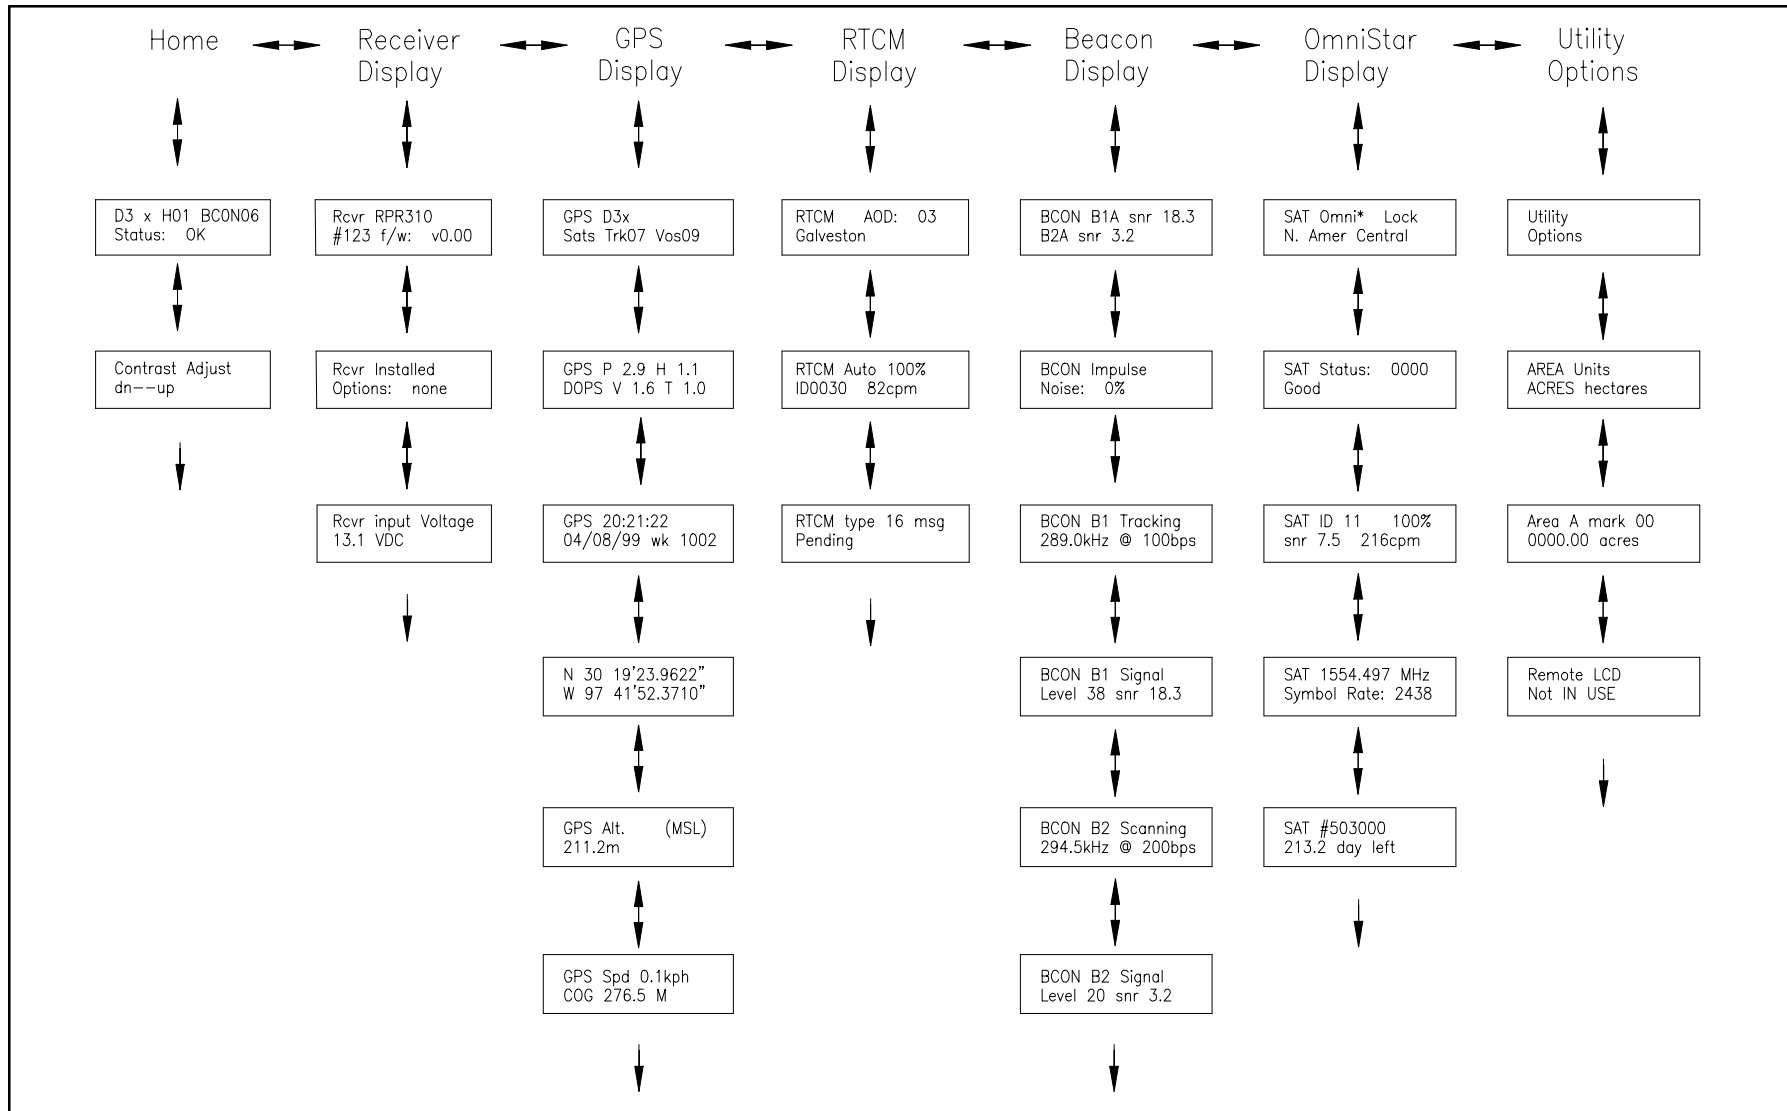 Home
Receiver
Display
GPS
Display
RTCM
Display
Beacon
Display
OmniStar
Display
Utility
Options
D3 x H01 BCON06
Status: OK
Contrast Adjust
dn--up
Rcvr RPR310
#123 f/w: v0.00
Rcvr Installed
Options: none
Rcvr input Voltage
13.1 VDC
GPS D3x
Sats Trk07 Vos09
GPS P 2.9 H 1.1
DOPS V 1.6 T 1.0
GPS 20:21:22
04/08/99 wk 1002
N 30 19'23.9622"
W 97 41'52.3710"
GPS Alt. (MSL)
211.2m
GPS Spd 0.1kph
COG 276.5 M
RTCM AOD: 03
Galveston
RTCM Auto 100%
ID0030 82cpm
RTCM type 16 msg
Pending
BCON B1A snr 18.3
B2A snr 3.2
BCON Impulse
Noise: 0%
BCON B1 Tracking
289.0kHz @ 100bps
BCON B1 Signal
Level 38 snr 18.3
BCON B2 Scanning
294.5kHz @ 200bps
BCON B2 Signal
Level 20 snr 3.2
SAT Omni* Lock
N. Amer Central
SAT Status: 0000
Good
SAT ID 11 100%
snr 7.5 216cpm
SAT 1554.497 MHz
Symbol Rate: 2438
SAT #503000
213.2 day left
Utility
Options
AREA Units
ACRES hectares
Area A mark 00
0000.00 acres
Remote LCD
Not IN USE